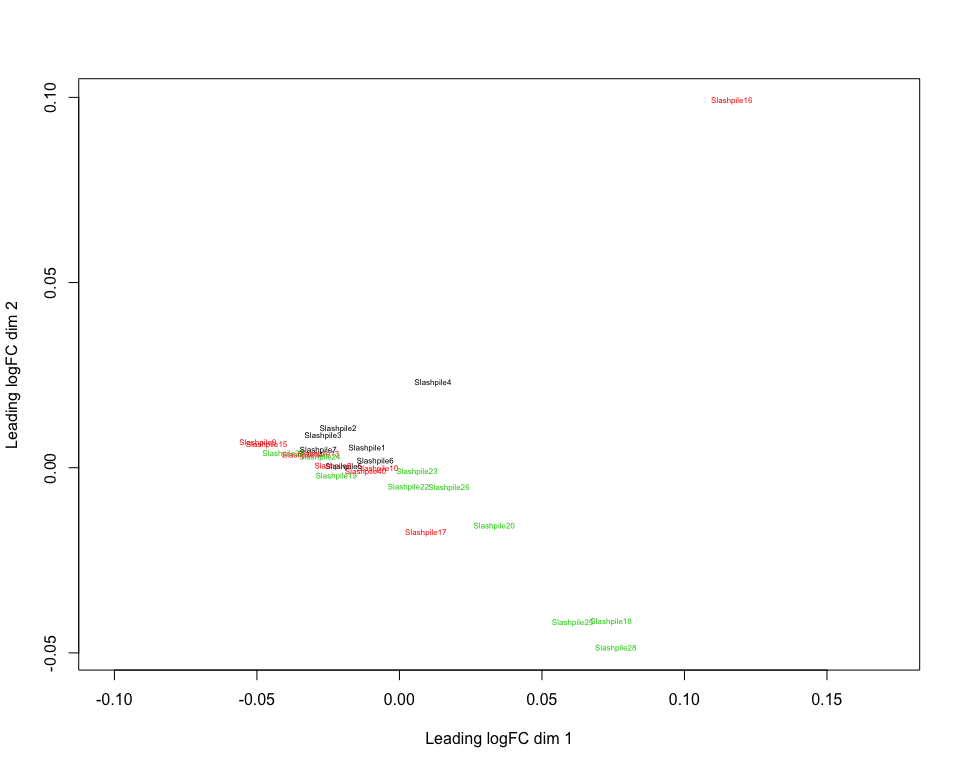 0.10
0.05
0.00
-0.05
Leading logFC dim 2
Slashpile16
Slashpile4
Slashpile2
Slashpile3
Slashpile9
Slashpile15
Slashpile7
Slashpile1
Slashpile24
Slashpile6
Slashpile5
Slashpile10
Slashpile19
Slashpile23
Slashpile22
Slashpile26
Slashpile20
Slashpile17
Slashpile18
Slashpile28
-0.10
-0.05
0.00
0.05
0.10
0.15
Leading logFC dim 1